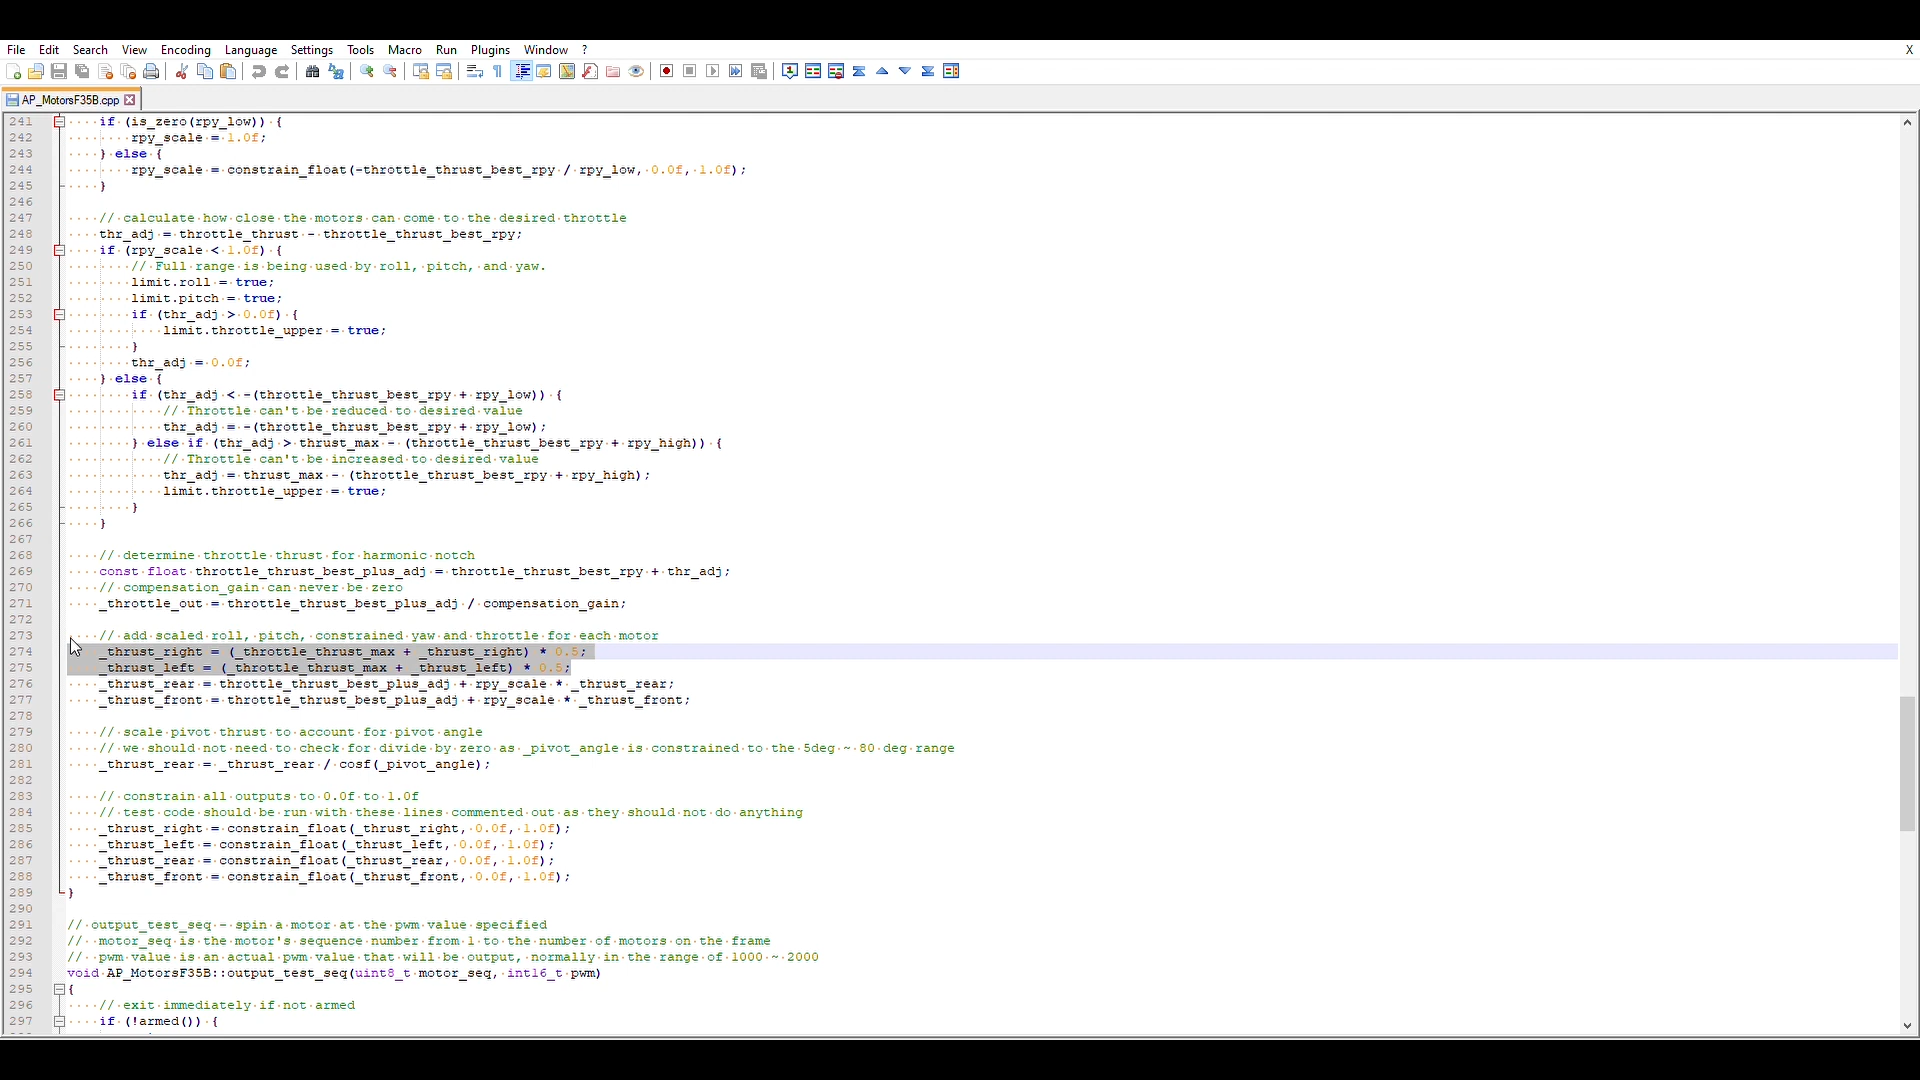 File Edit Search View Encoding Language Settings Tools Macro Run Plugins Window ? X
AP_MotorsF35B.cpp
241 if (is_zero(rpy_low)) {
242 rpy_scale = 1.0f;
243 } else {
244 rpy_scale = constrain_float(-throttle_thrust_best_rpy / rpy_low, 0.0f, 1.0f);
245 }
246
247 // calculate how close the motors can come to the desired throttle
248 thr_adj = throttle_thrust - throttle_thrust_best_rpy;
249 if (rpy_scale < 1.0f) {
250 // Full range is being used by roll, pitch, and yaw.
251 limit.roll = true;
252 limit.pitch = true;
253 if (thr_adj > 0.0f) {
254 limit.throttle_upper = true;
255 }
256 thr_adj = 0.0f;
257 } else {
258 if (thr_adj < -(throttle_thrust_best_rpy + rpy_low)) {
259 // Throttle can't be reduced to desired value
260 thr_adj = -(throttle_thrust_best_rpy + rpy_low);
261 } else if (thr_adj > thrust_max - (throttle_thrust_best_rpy + rpy_high)) {
262 // Throttle can't be increased to desired value
263 thr_adj = thrust_max - (throttle_thrust_best_rpy + rpy_high);
264 limit.throttle_upper = true;
265 }
266 }
267
268 // determine throttle thrust for harmonic notch
269 const float throttle_thrust_best_plus_adj = throttle_thrust_best_rpy + thr_adj;
270 // compensation_gain can never be zero
271 _throttle_out = throttle_thrust_best_plus_adj / compensation_gain;
272
273 // add scaled roll, pitch, constrained yaw and throttle for each motor
274 _thrust_right = (_throttle_thrust_max + _thrust_right) * 0.5;
275 _thrust_left = (_throttle_thrust_max + _thrust_left) * 0.5;
276 _thrust_rear = throttle_thrust_best_plus_adj + rpy_scale * _thrust_rear;
277 _thrust_front = throttle_thrust_best_plus_adj + rpy_scale * _thrust_front;
278
279 // scale pivot thrust to account for pivot angle
280 // we should not need to check for divide by zero as _pivot_angle is constrained to the 5deg ~ 80 deg range
281 _thrust_rear = _thrust_rear / cosf(_pivot_angle);
282
283 // constrain all outputs to 0.0f to 1.0f
284 // test code should be run with these lines commented out as they should not do anything
285 _thrust_right = constrain_float(_thrust_right, 0.0f, 1.0f);
286 _thrust_left = constrain_float(_thrust_left, 0.0f, 1.0f);
287 _thrust_rear = constrain_float(_thrust_rear, 0.0f, 1.0f);
288 _thrust_front = constrain_float(_thrust_front, 0.0f, 1.0f);
289 }
290
291 // output_test_seq - spin a motor at the pwm value specified
292 // motor_seq is the motor's sequence number from 1 to the number of motors on the frame
293 // pwm value is an actual pwm value that will be output, normally in the range of 1000 ~ 2000
294 void AP_MotorsF35B::output_test_seq(uint8_t motor_seq, int16_t pwm)
295 {
296 // exit immediately if not armed
297 if (!armed()) {